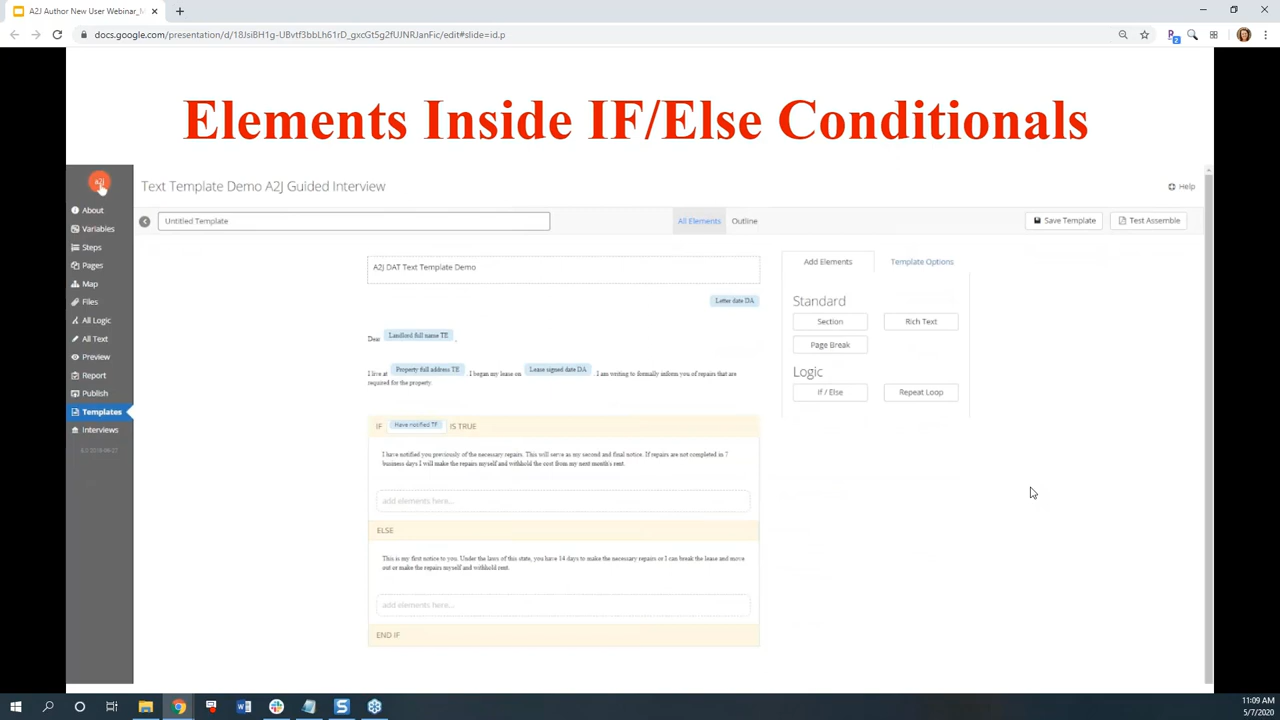 A2J Author New User Webinar_M
docs.google.com/presentation/d/18JsiBH1g-UBvtf3bbLh61rD_gxcGt5g2fUJNRJanFic/edit#slide=id.p
2
Elements Inside IF/Else Conditionals
a2j
Text Template Demo A2J Guided Interview
Help
About
Variables
Steps
Pages
Map
Files
All Logic
All Text
Preview
Report
Publish
Templates
Interviews
6.2 2019-06-27
Untitled Template
All Elements
Outline
Save Template
Test Assemble
A2J DAT Text Template Demo
Letter date DA
Dear Landlord full name TE ,
I live at Property full address TE . I began my lease on Lease signed date DA . I am writing to formally inform you of repairs that are
required for the property.
IF Have notified TF IS TRUE
I have notified you previously of the necessary repairs. This will serve as my second and final notice. If repairs are not completed in 7
business days I will make the repairs myself and withhold the cost from my next month's rent.
add elements here...
ELSE
This is my first notice to you. Under the laws of this state, you have 14 days to make the necessary repairs or I can break the lease and move
out or make the repairs myself and withhold rent.
add elements here...
END IF
Add Elements
Template Options
Standard
Section
Rich Text
Page Break
Logic
If / Else
Repeat Loop
11:09 AM
5/7/2020